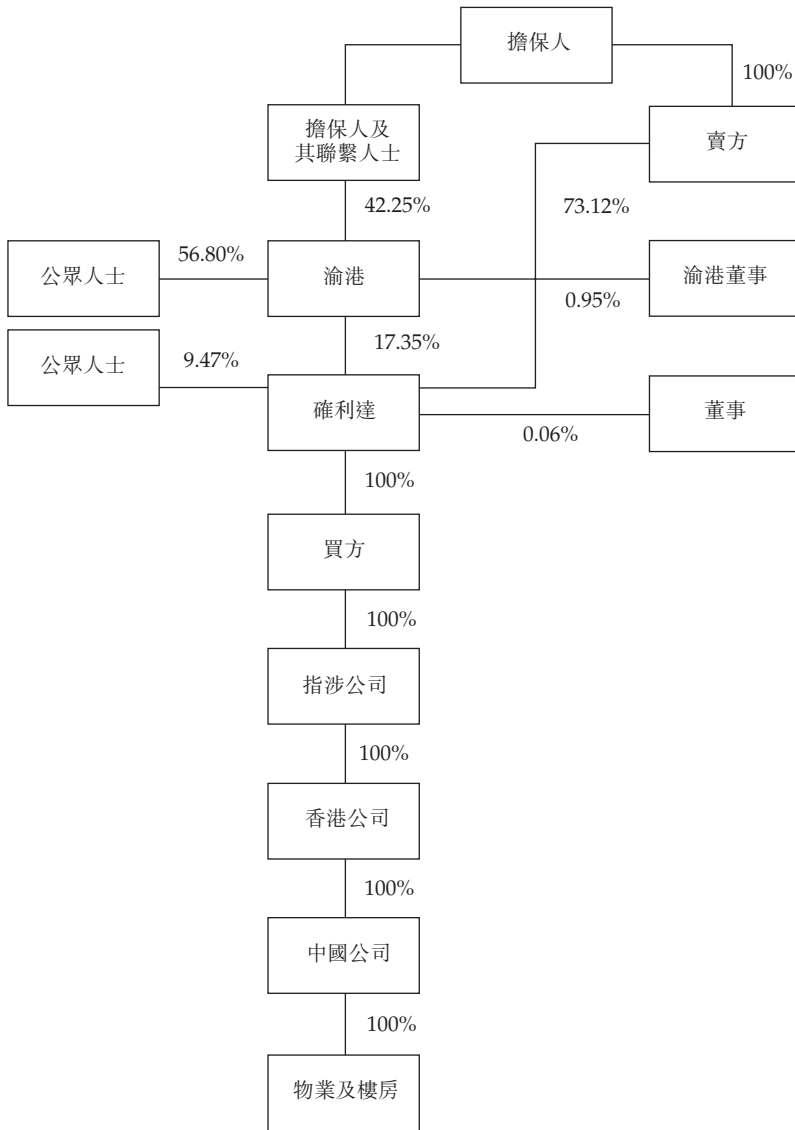 擔保人
100%
擔保人及
其聯繫人士
賣方
42.25%
73.12%
公眾人士
56.80%
渝港
渝港董事
0.95%
公眾人士
9.47%
17.35%
確利達
董事
0.06%
100%
買方
100%
指涉公司
100%
香港公司
100%
中國公司
100%
物業及樓房